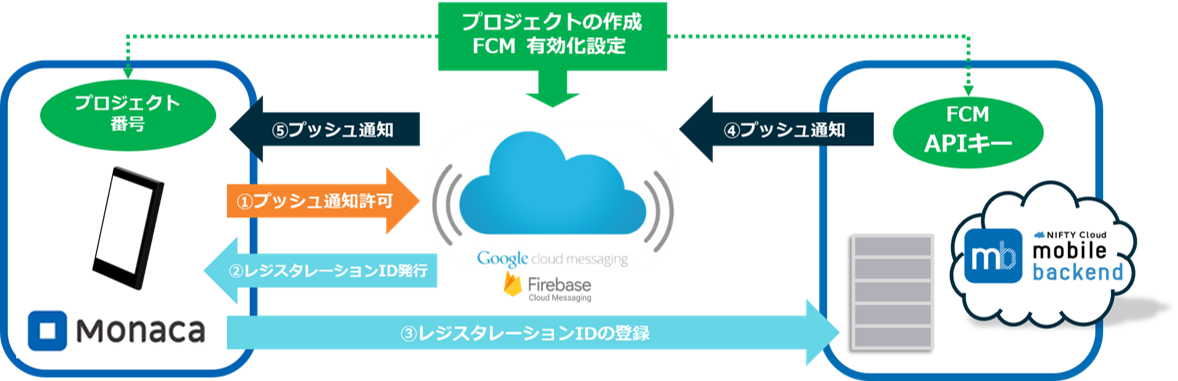 プロジェクトの作成
FCM 有効化設定
プロジェクト
番号
⑤プッシュ通知
④プッシュ通知
FCM
APIキー
①プッシュ通知許可
②レジスタレーションID発行
Google cloud messaging
Firebase
Cloud Messaging
mb
NIFTY Cloud
mobile
backend
Monaca
③レジスタレーションIDの登録